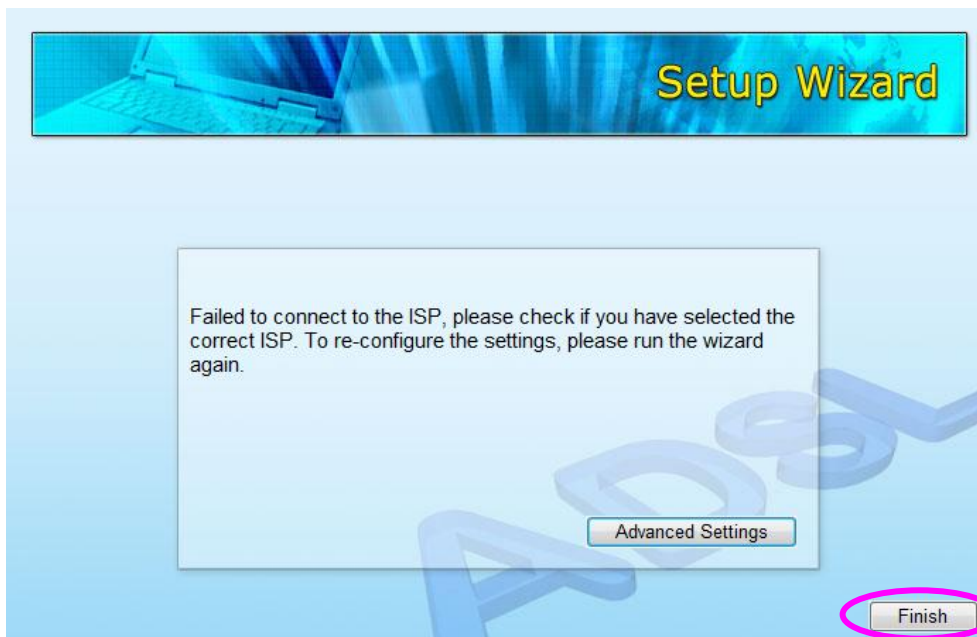 Setup Wizard
Failed to connect to the ISP, please check if you have selected the
correct ISP. To re-configure the settings, please run the wizard
again.
ADSL
Advanced Settings
Finish